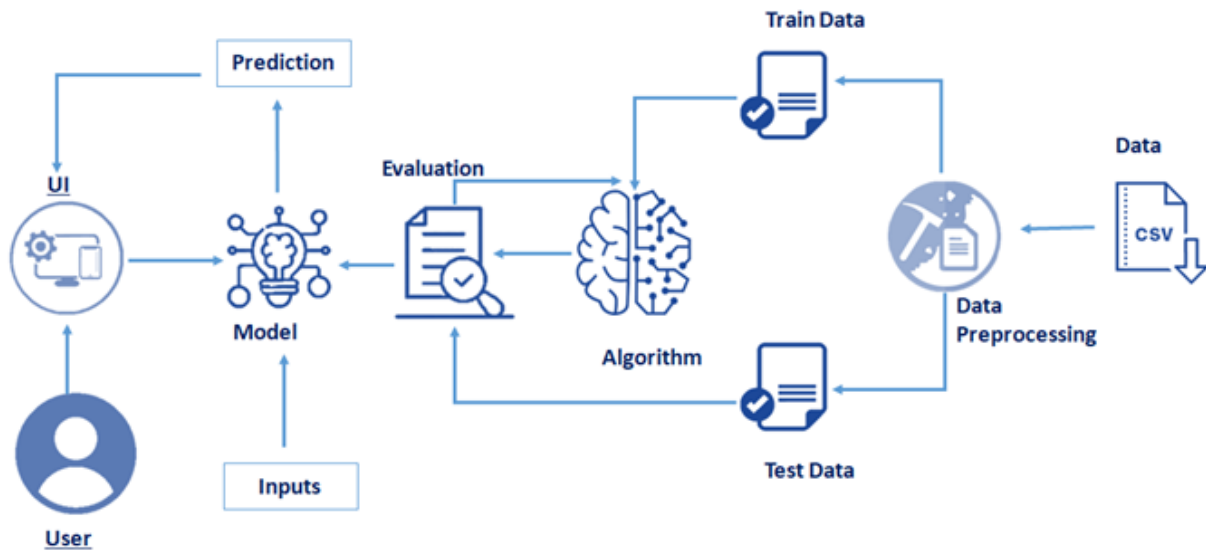 Train Data
Prediction
Data
Evaluation
UI
CSV
Data
Preprocessing
Model
Algorithm
Test Data
Inputs
User